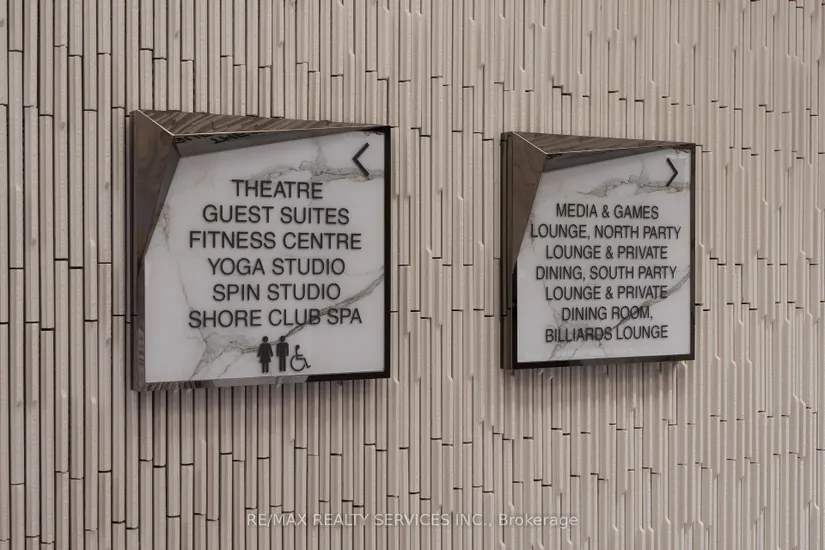 THEATRE
GUEST SUITES
FITNESS CENTRE
YOGA STUDIO
SPIN STUDIO
SHORE CLUB SPA
MEDIA & GAMES
LOUNGE, NORTH PARTY
LOUNGE & PRIVATE
DINING, SOUTH PARTY
LOUNGE & PRIVATE
DINING ROOM,
BILLIARDS LOUNGE
RE/MAX REALTY SERVICES INC., Brokerage